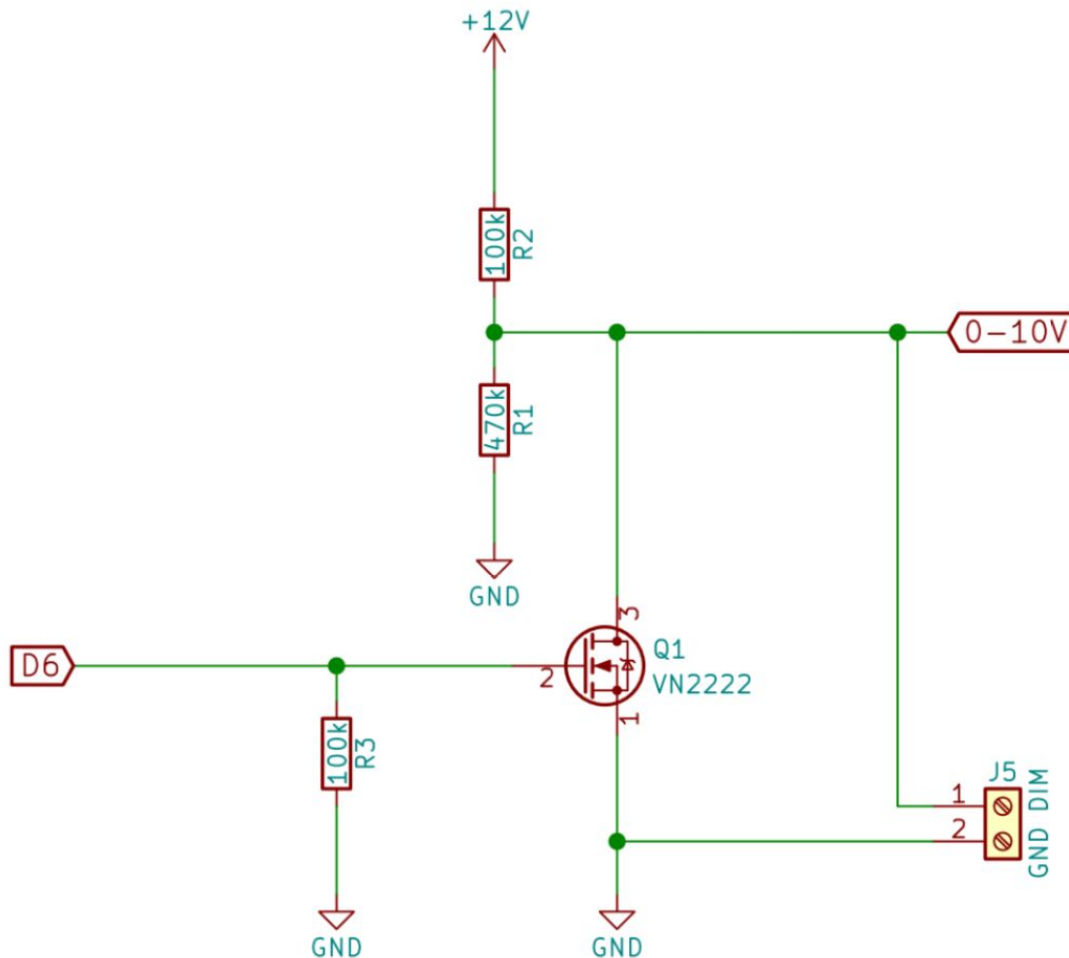 +12V
100k
R2
0-10V
470k
R1
GND
3
D6
2
Q1
VN2222
1
100k
R3
J5
1
2
GND DIM
GND
GND